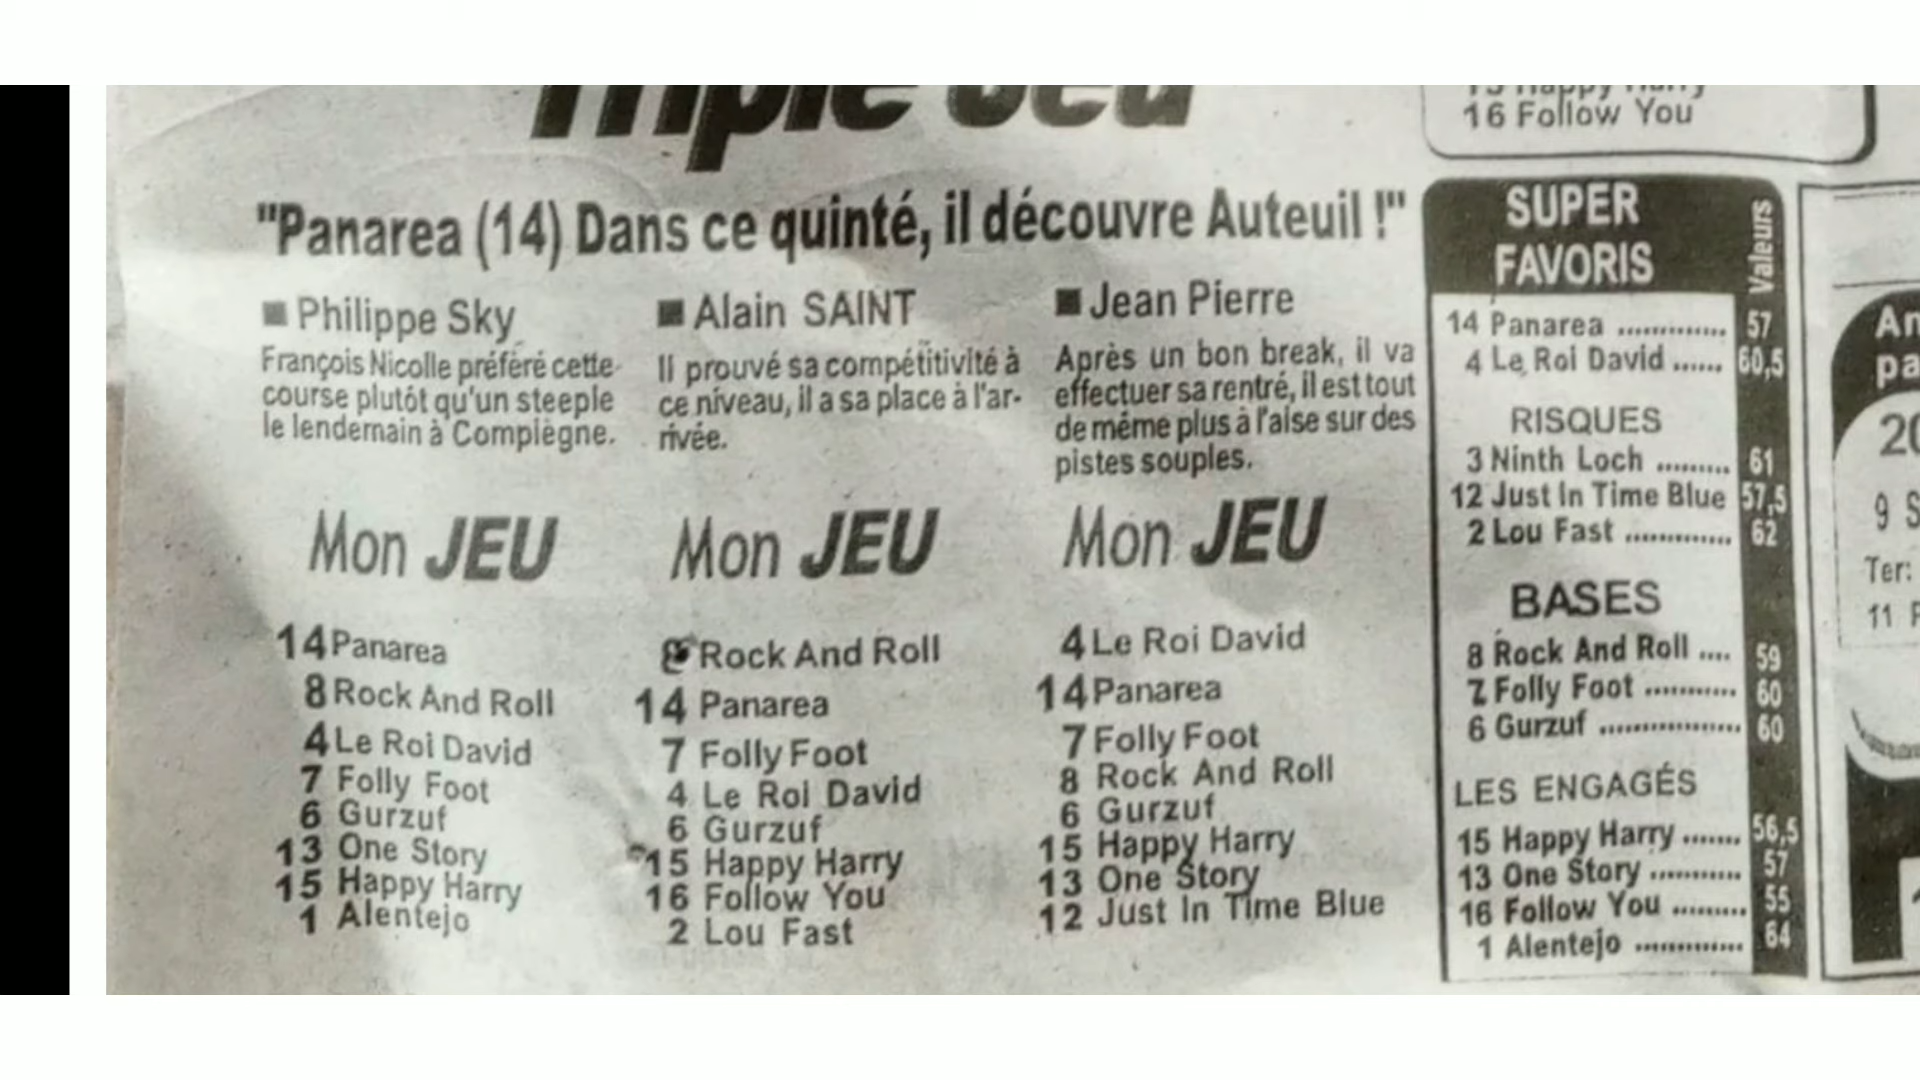 Triple Jeu
16 Follow You
"Panarea (14) Dans ce quinté, il découvre Auteuil !"
■ Philippe Sky
François Nicolle préféré cette
course plutôt qu'un steeple
le lendemain à Compiègne.
Mon JEU
14 Panarea
8 Rock And Roll
4 Le Roi David
7 Folly Foot
6 Gurzuf
13 One Story
15 Happy Harry
1 Alentejo
■ Alain SAINT
Il prouvé sa compétitivité à
ce niveau, il a sa place à l'ar-
rivée.
Mon JEU
8 Rock And Roll
14 Panarea
7 Folly Foot
4 Le Roi David
6 Gurzuf
15 Happy Harry
16 Follow You
2 Lou Fast
■ Jean Pierre
Après un bon break, il va
effectuer sa rentré, il est tout
de même plus à l'aise sur des
pistes souples.
Mon JEU
4 Le Roi David
14 Panarea
7 Folly Foot
8 Rock And Roll
6 Gurzuf
15 Happy Harry
13 One Story
12 Just In Time Blue
SUPER
FAVORIS
Valeurs
14 Panarea ............. 57
4 Le Roi David ...... 60,5
RISQUES
3 Ninth Loch ......... 61
12 Just In Time Blue 57,5
2 Lou Fast ............. 62
BASES
8 Rock And Roll .... 59
7 Folly Foot ........... 60
6 Gurzuf ................ 60
LES ENGAGÉS
15 Happy Harry ....... 56,5
13 One Story ........... 57
16 Follow You ......... 55
1 Alentejo ............. 64
20
9 S
Ter:
11